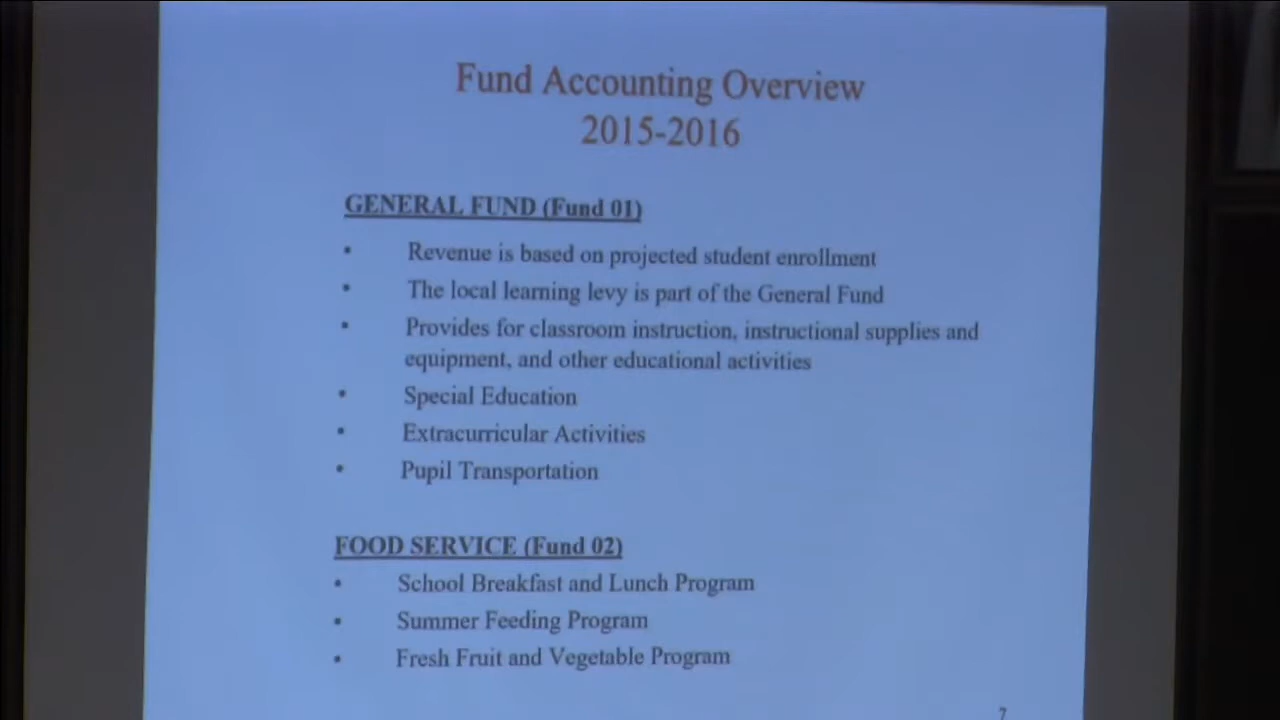 Fund Accounting Overview
2015-2016
GENERAL FUND (Fund 01)
• Revenue is based on projected student enrollment
• The local learning levy is part of the General Fund
• Provides for classroom instruction, instructional supplies and
equipment, and other educational activities
• Special Education
• Extracurricular Activities
• Pupil Transportation
FOOD SERVICE (Fund 02)
• School Breakfast and Lunch Program
• Summer Feeding Program
• Fresh Fruit and Vegetable Program
7